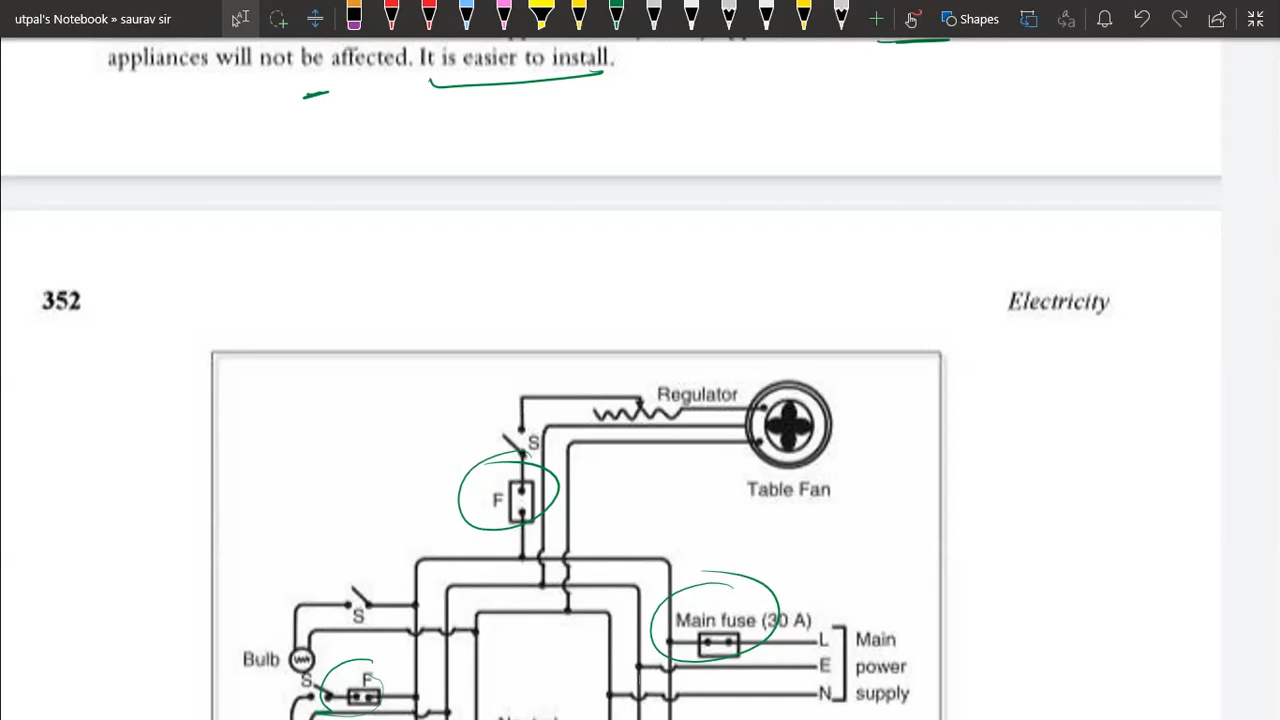 utpal's Notebook » saurav sir
Shapes
appliances will not be affected. It is easier to install.
352
Electricity
Regulator
S
F
Table Fan
S
Main fuse (30 A)
L
Main
Bulb
E
power
S
F
N
supply
Neutral